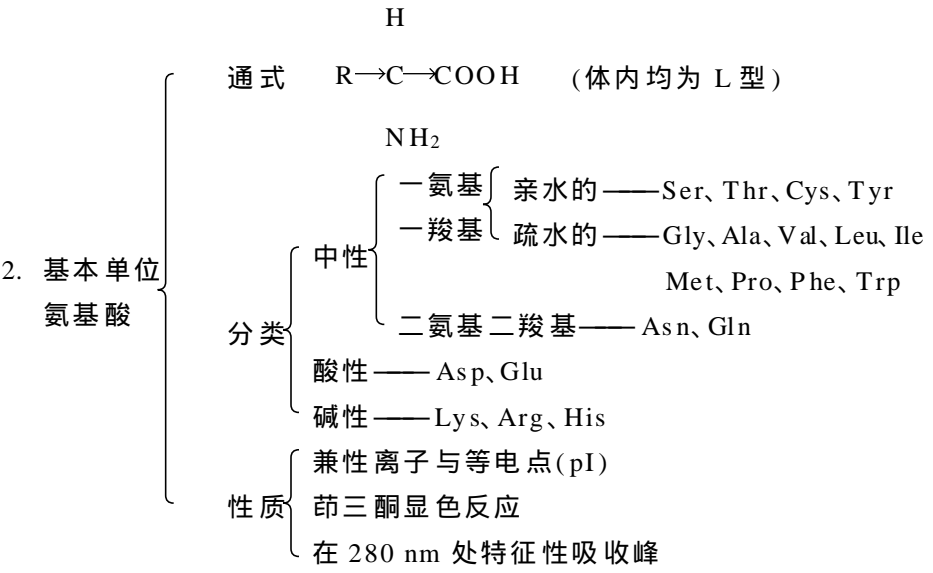 H
通式 R→C→COOH (体内均为 L 型)
NH₂
一氨基 亲水的——Ser、Thr、Cys、Tyr
一羧基 疏水的——Gly、Ala、Val、Leu、Ile
中性
Met、Pro、Phe、Trp
2. 基本单位
氨基酸
分类 二氨基二羧基——Asn、Gln
酸性——Asp、Glu
碱性——Lys、Arg、His
兼性离子与等电点(pI)
性质 茚三酮显色反应
在 280 nm 处特征性吸收峰